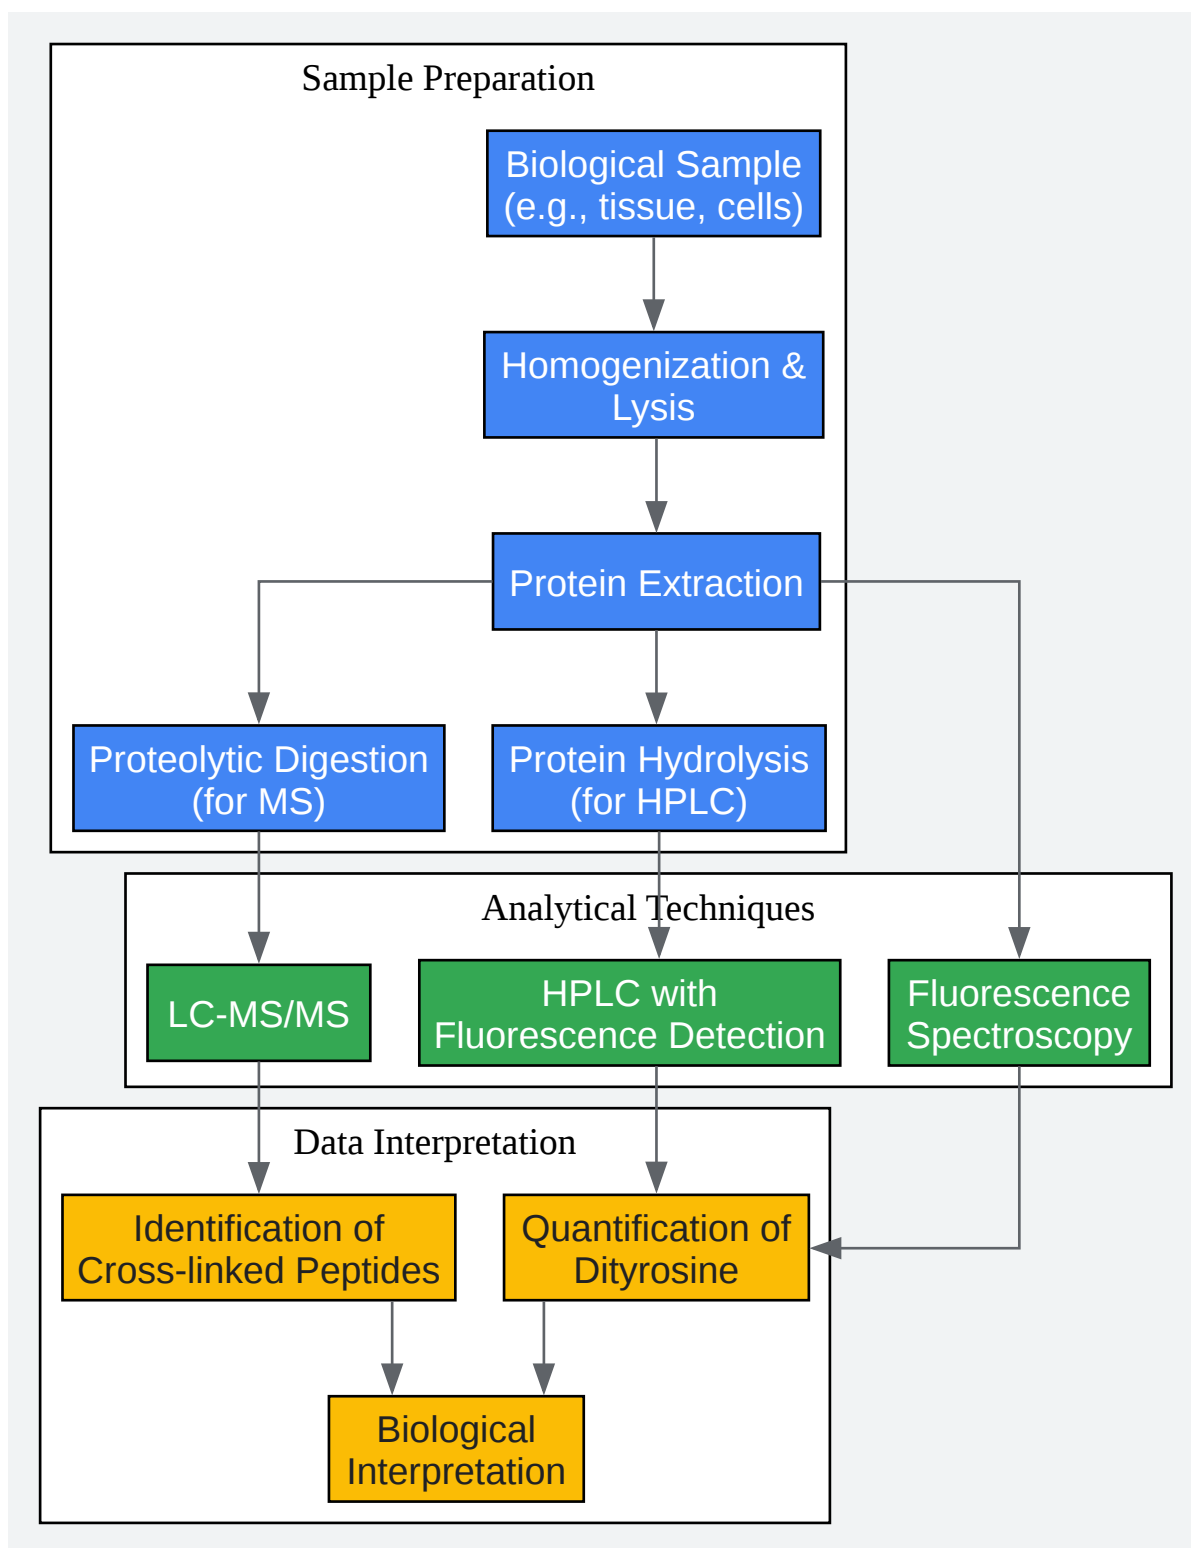 Sample Preparation
Biological Sample
(e.g., tissue, cells)
Homogenization &
Lysis
Protein Extraction
Proteolytic Digestion
(for MS)
Protein Hydrolysis
(for HPLC)
Analytical Techniques
LC-MS/MS
HPLC with
Fluorescence Detection
Fluorescence
Spectroscopy
Data Interpretation
Identification of
Cross-linked Peptides
Quantification of
Dityrosine
Biological
Interpretation